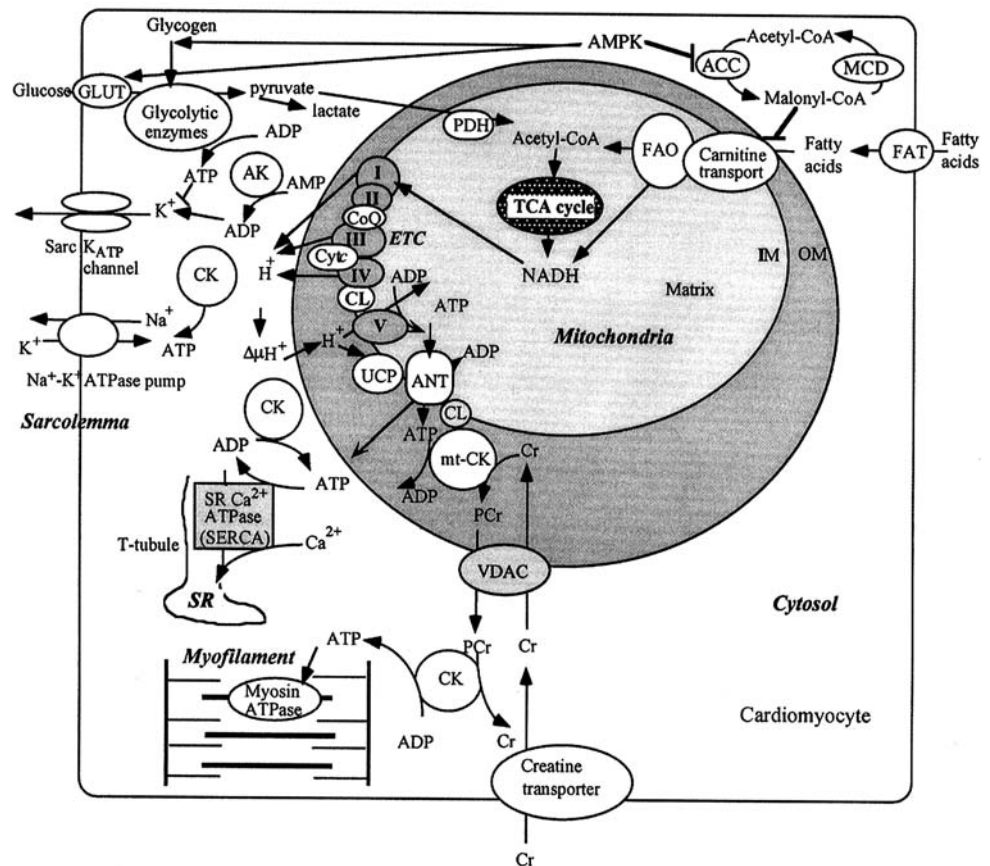 Glycogen
AMPK
Acetyl-CoA
ACC
MCD
Glucose
GLUT
pyruvate
lactate
Malonyl-CoA
Glycolytic
enzymes
PDH
Acetyl-CoA
FAO
Carnitine
transport
Fatty
acids
FAT
Fatty
acids
ADP
ATP
AK
AMP
ADP
K+
Sarc KATP
channel
I
II
CoQ
III
Cytc
IV
CL
V
ETC
TCA cycle
NADH
IM
OM
Matrix
Mitochondria
H+
CK
Na+
K+
ATP
Na+-K+ ATPase pump
Sarcolemma
ΔμH+
H+
ADP
ATP
ADP
UCP
ANT
CL
ATP
mt-CK
ADP
Cr
PCr
VDAC
CK
ADP
ATP
SR Ca2+
ATPase
(SERCA)
Ca2+
T-tubule
SR
Cytosol
Myofilament
ATP
Myosin
ATPase
CK
PCr
Cr
ADP
Cr
Cardiomyocyte
Creatine
transporter
Cr